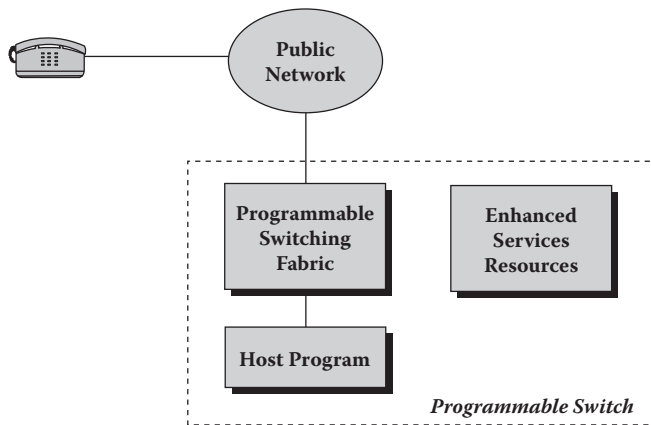 Public
Network
Programmable
Switching
Fabric
Enhanced
Services
Resources
Host Program
Programmable Switch